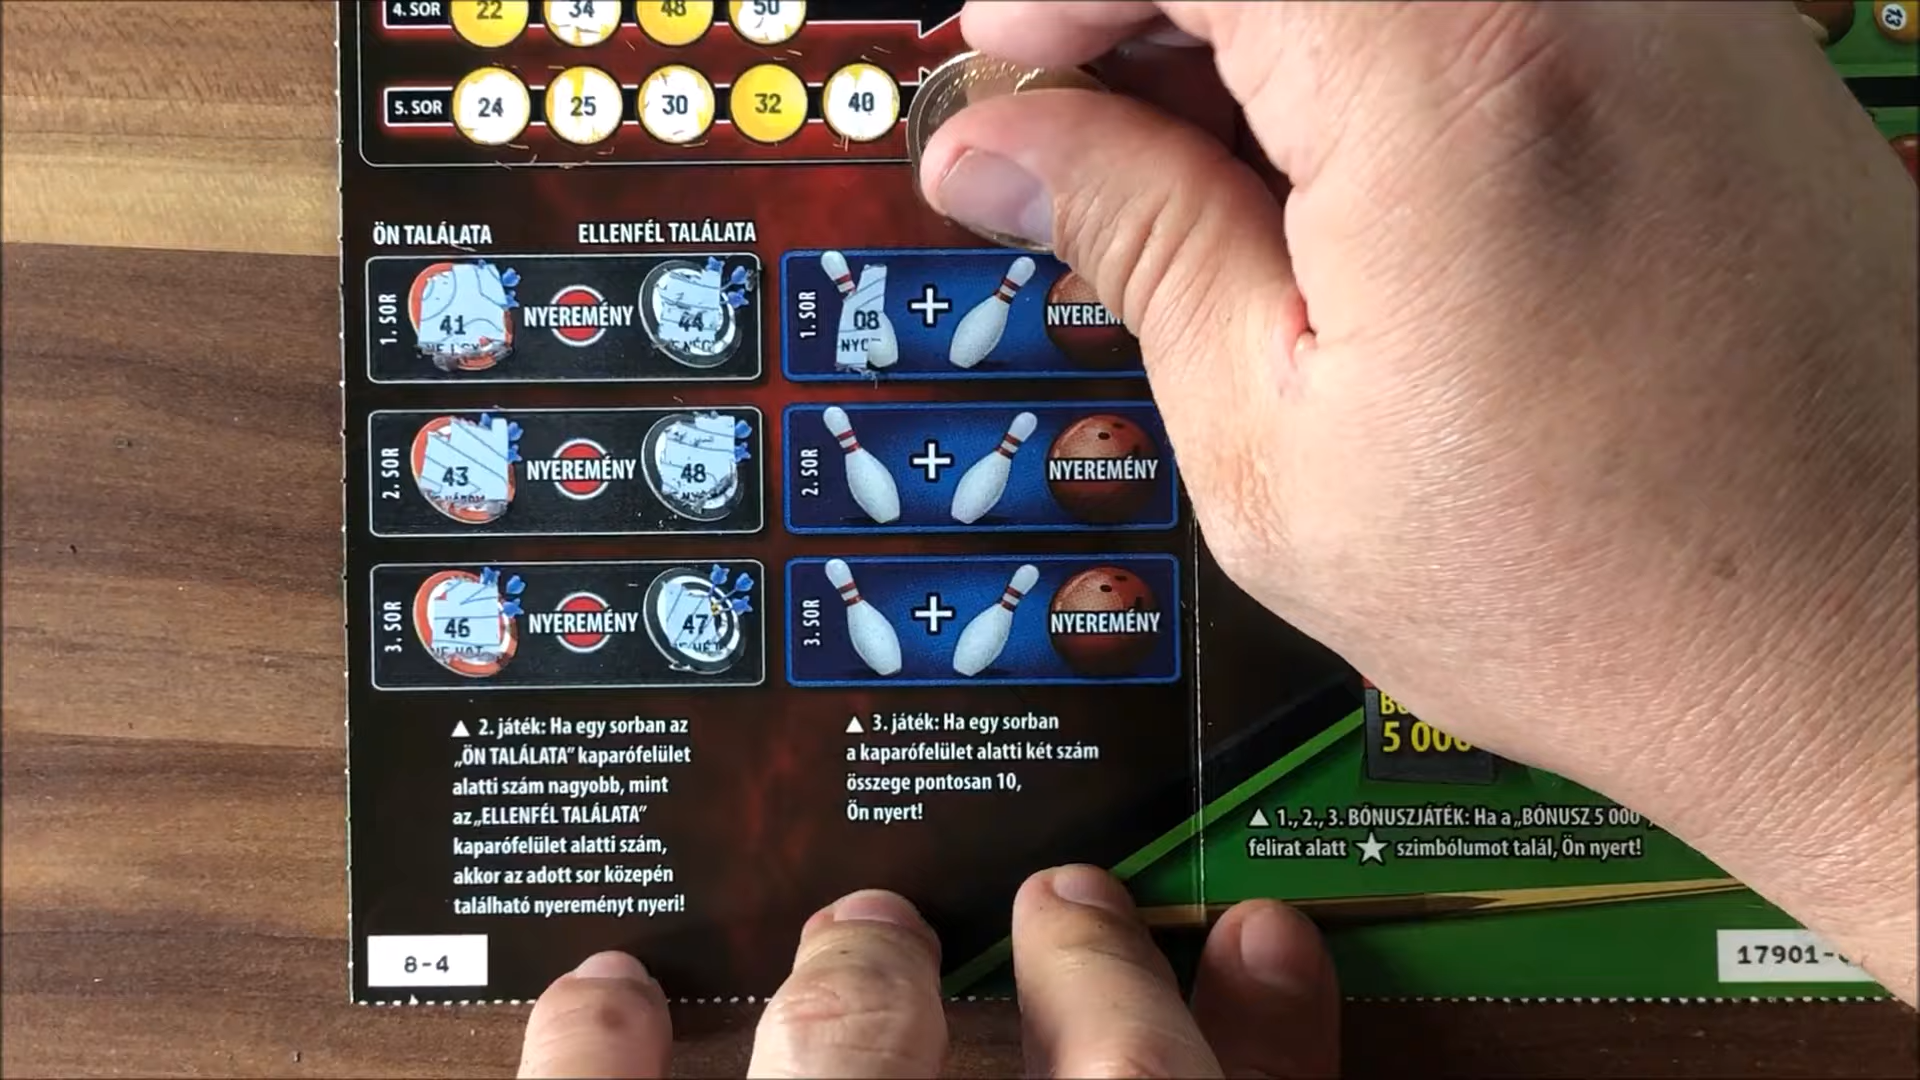 4. SOR 22 34 48 50
5. SOR 24 25 30 32 40
ÖN TALÁLATA ELLENFÉL TALÁLATA
1. SOR 41 NYEREMÉNY 44
1. SOR 08 + NYEREM
NYC
2. SOR 43 NYEREMÉNY 48
2. SOR + NYEREMÉNY
3. SOR 46 NYEREMÉNY 47
3. SOR + NYEREMÉNY
▲ 2. játék: Ha egy sorban az
„ÖN TALÁLATA” kaparófelület
alatti szám nagyobb, mint
az „ELLENFÉL TALÁLATA”
kaparófelület alatti szám,
akkor az adott sor közepén
található nyereményt nyeri!
▲ 3. játék: Ha egy sorban
a kaparófelület alatti két szám
összege pontosan 10,
Ön nyert!
5 000
▲ 1., 2., 3. BÓNUSZJÁTÉK: Ha a „BÓNUSZ 5 000”
felirat alatt ★ szimbólumot talál, Ön nyert!
8-4
17901-
13